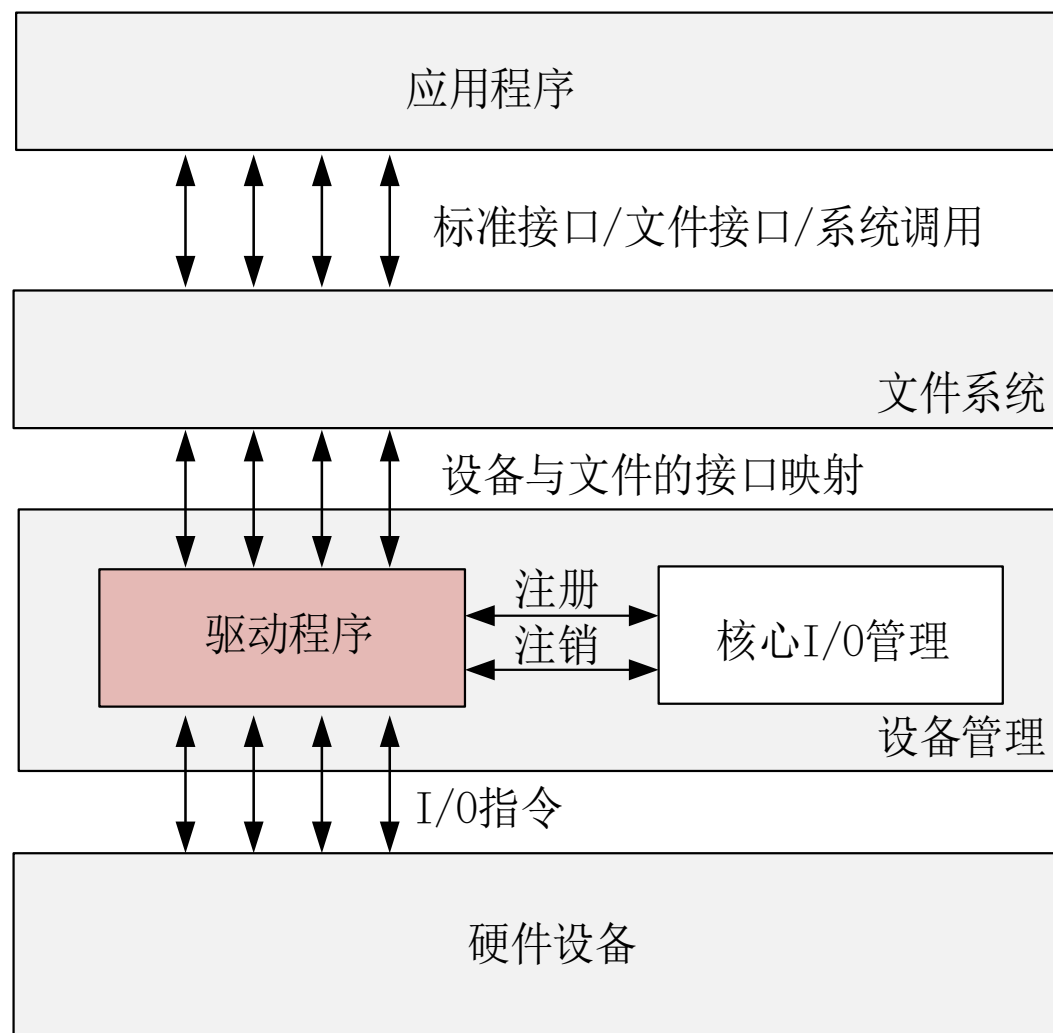 应用程序
标准接口/文件接口/系统调用
文件系统
设备与文件的接口映射
驱动程序
注册
注销
核心I/O管理
设备管理
I/O指令
硬件设备